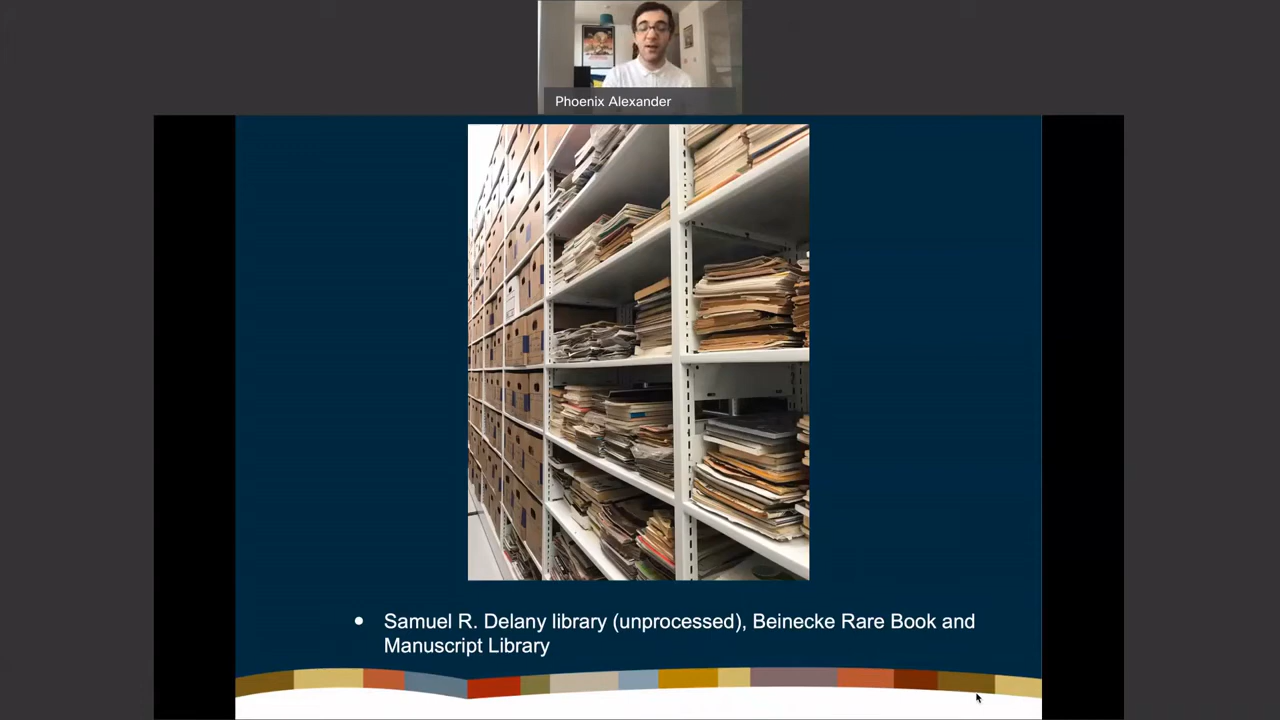 Phoenix Alexander
• Samuel R. Delany library (unprocessed), Beinecke Rare Book and
Manuscript Library